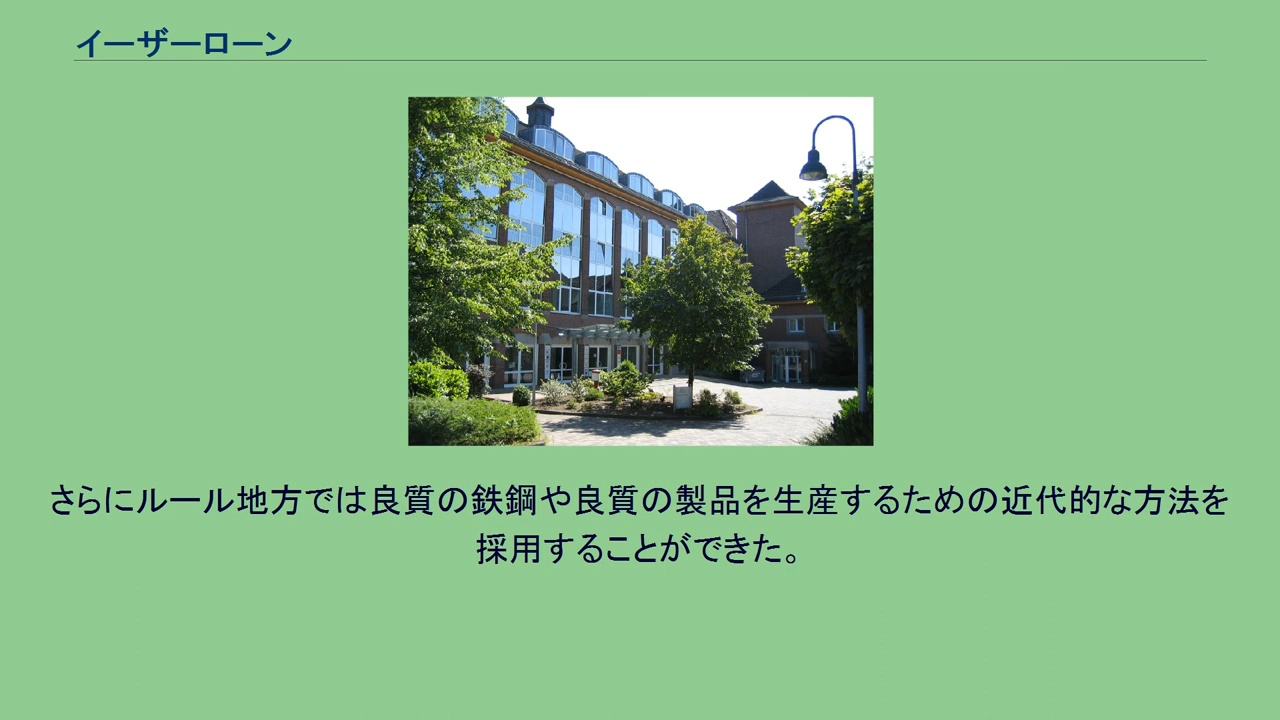 イーザーローン
さらにルール地方では良質の鉄鋼や良質の製品を生産するための近代的な方法を
採用することができた。